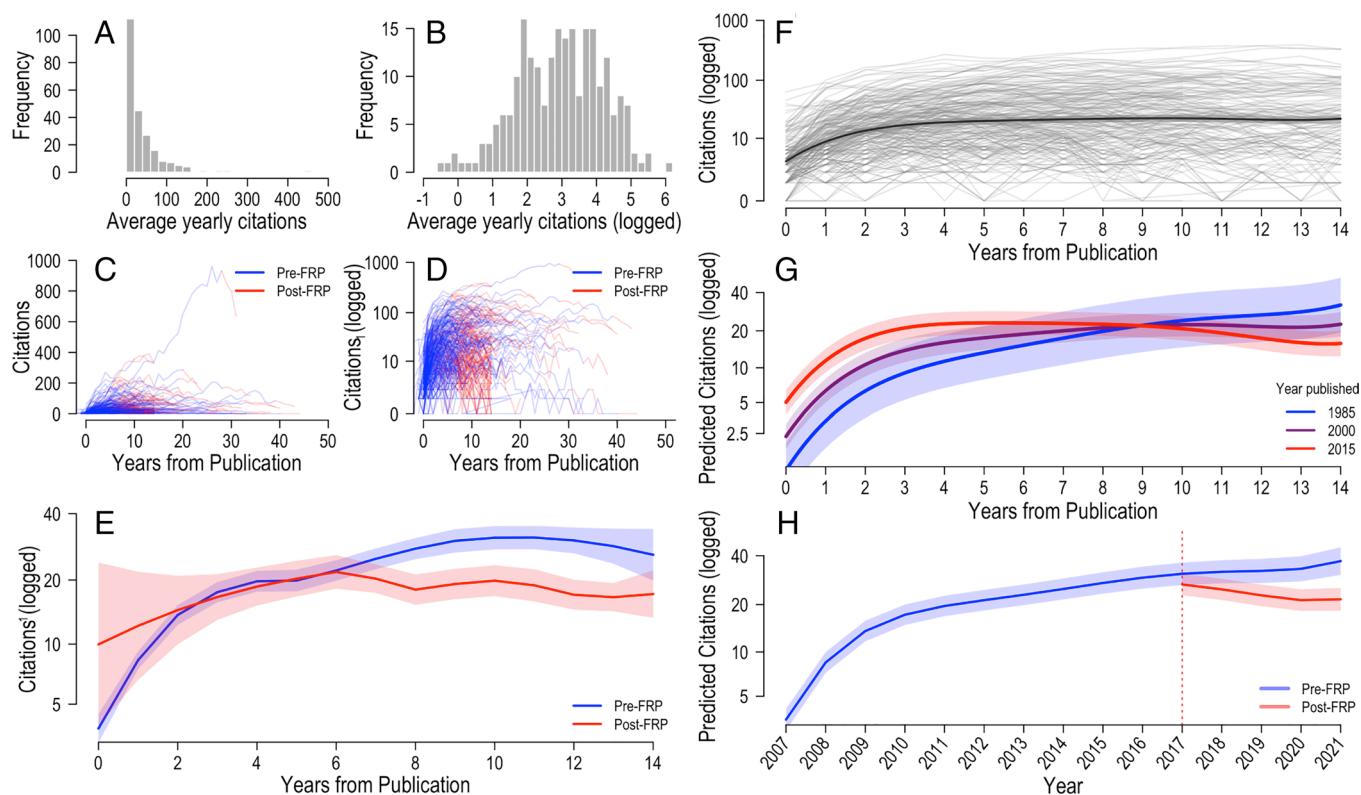 A
Frequency
100
80
60
40
20
0
0 100 200 300 400 500
Average yearly citations
B
Frequency
15
10
5
0
-1 0 1 2 3 4 5 6
Average yearly citations (logged)
C
Citations
1000
800
600
400
200
0
Pre-FRP
Post-FRP
0 10 20 30 40 50
Years from Publication
D
Citations (logged)
1000
100
10
0
Pre-FRP
Post-FRP
0 10 20 30 40 50
Years from Publication
E
Citations (logged)
40
20
10
5
Pre-FRP
Post-FRP
0 2 4 6 8 10 12 14
Years from Publication
F
Citations (logged)
1000
100
10
0
0 1 2 3 4 5 6 7 8 9 10 11 12 13 14
Years from Publication
G
Predicted Citations (logged)
40
20
10
5
2.5
Year published
1985
2000
2015
0 1 2 3 4 5 6 7 8 9 10 11 12 13 14
Years from Publication
H
Predicted Citations (logged)
40
20
10
5
Pre-FRP
Post-FRP
2007 2008 2009 2010 2011 2012 2013 2014 2015 2016 2017 2018 2019 2020 2021
Year